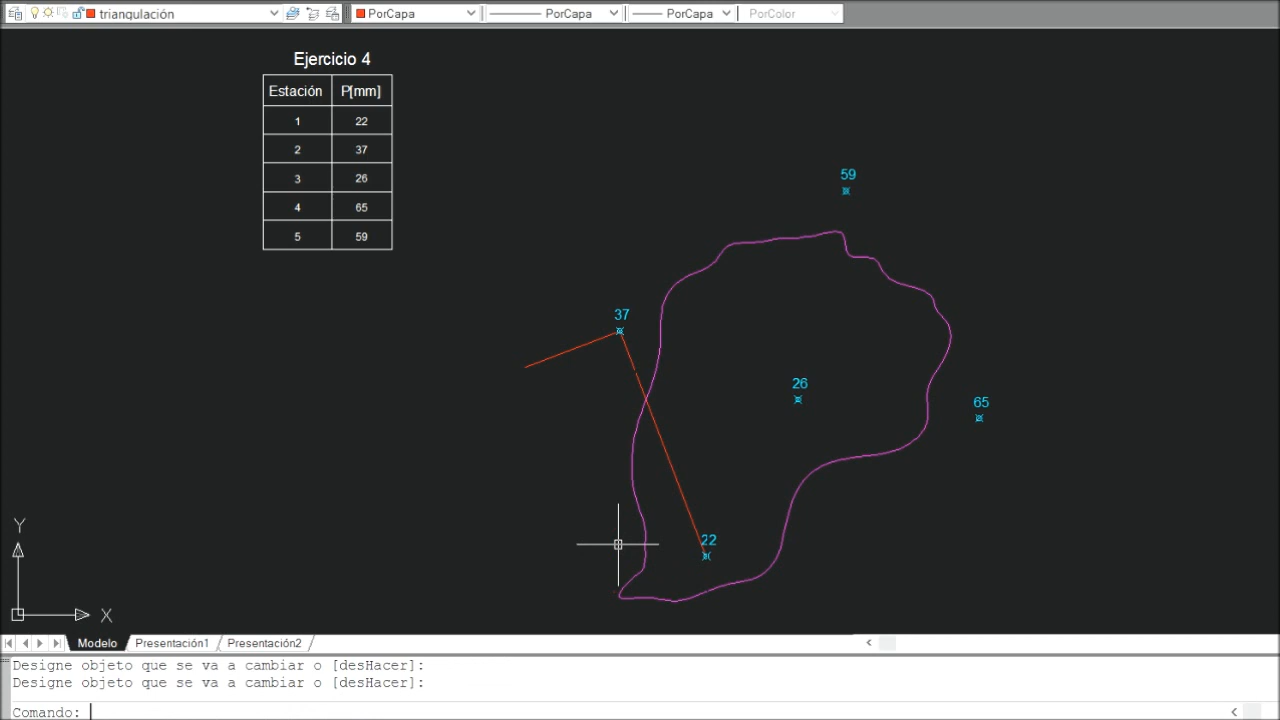 triangulación PorCapa PorCapa PorCapa PorColor
Ejercicio 4
Estación P[mm]
1 22
2 37
3 26
4 65
5 59
59
37
26
65
22
Y
X
Modelo Presentación1 Presentación2
Designe objeto que se va a cambiar o [desHacer]:
Designe objeto que se va a cambiar o [desHacer]:
Comando: